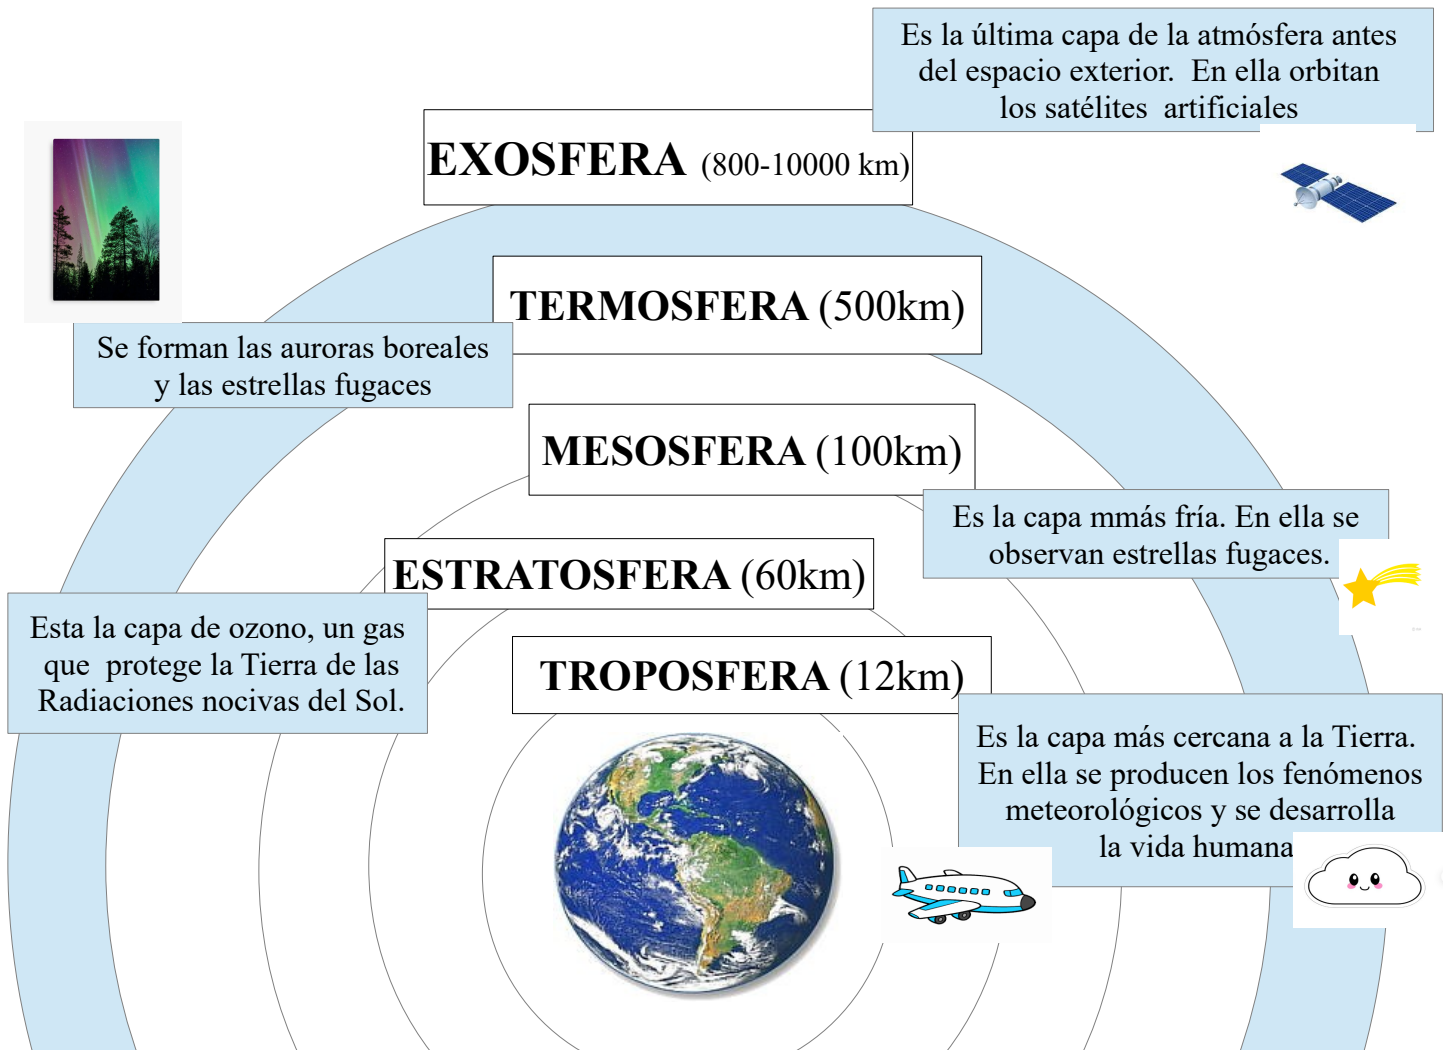 Es la última capa de la atmósfera antes
del espacio exterior.  En ella orbitan
los satélites  artificiales
EXOSFERA (800-10000 km)
TERMOSFERA (500km)
Se forman las auroras boreales
y las estrellas fugaces
MESOSFERA (100km)
Es la capa mmás fría. En ella se
observan estrellas fugaces.
ESTRATOSFERA (60km)
Esta la capa de ozono, un gas
que  protege la Tierra de las
Radiaciones nocivas del Sol.
TROPOSFERA (12km)
Es la capa más cercana a la Tierra.
En ella se producen los fenómenos
meteorológicos y se desarrolla
la vida humana